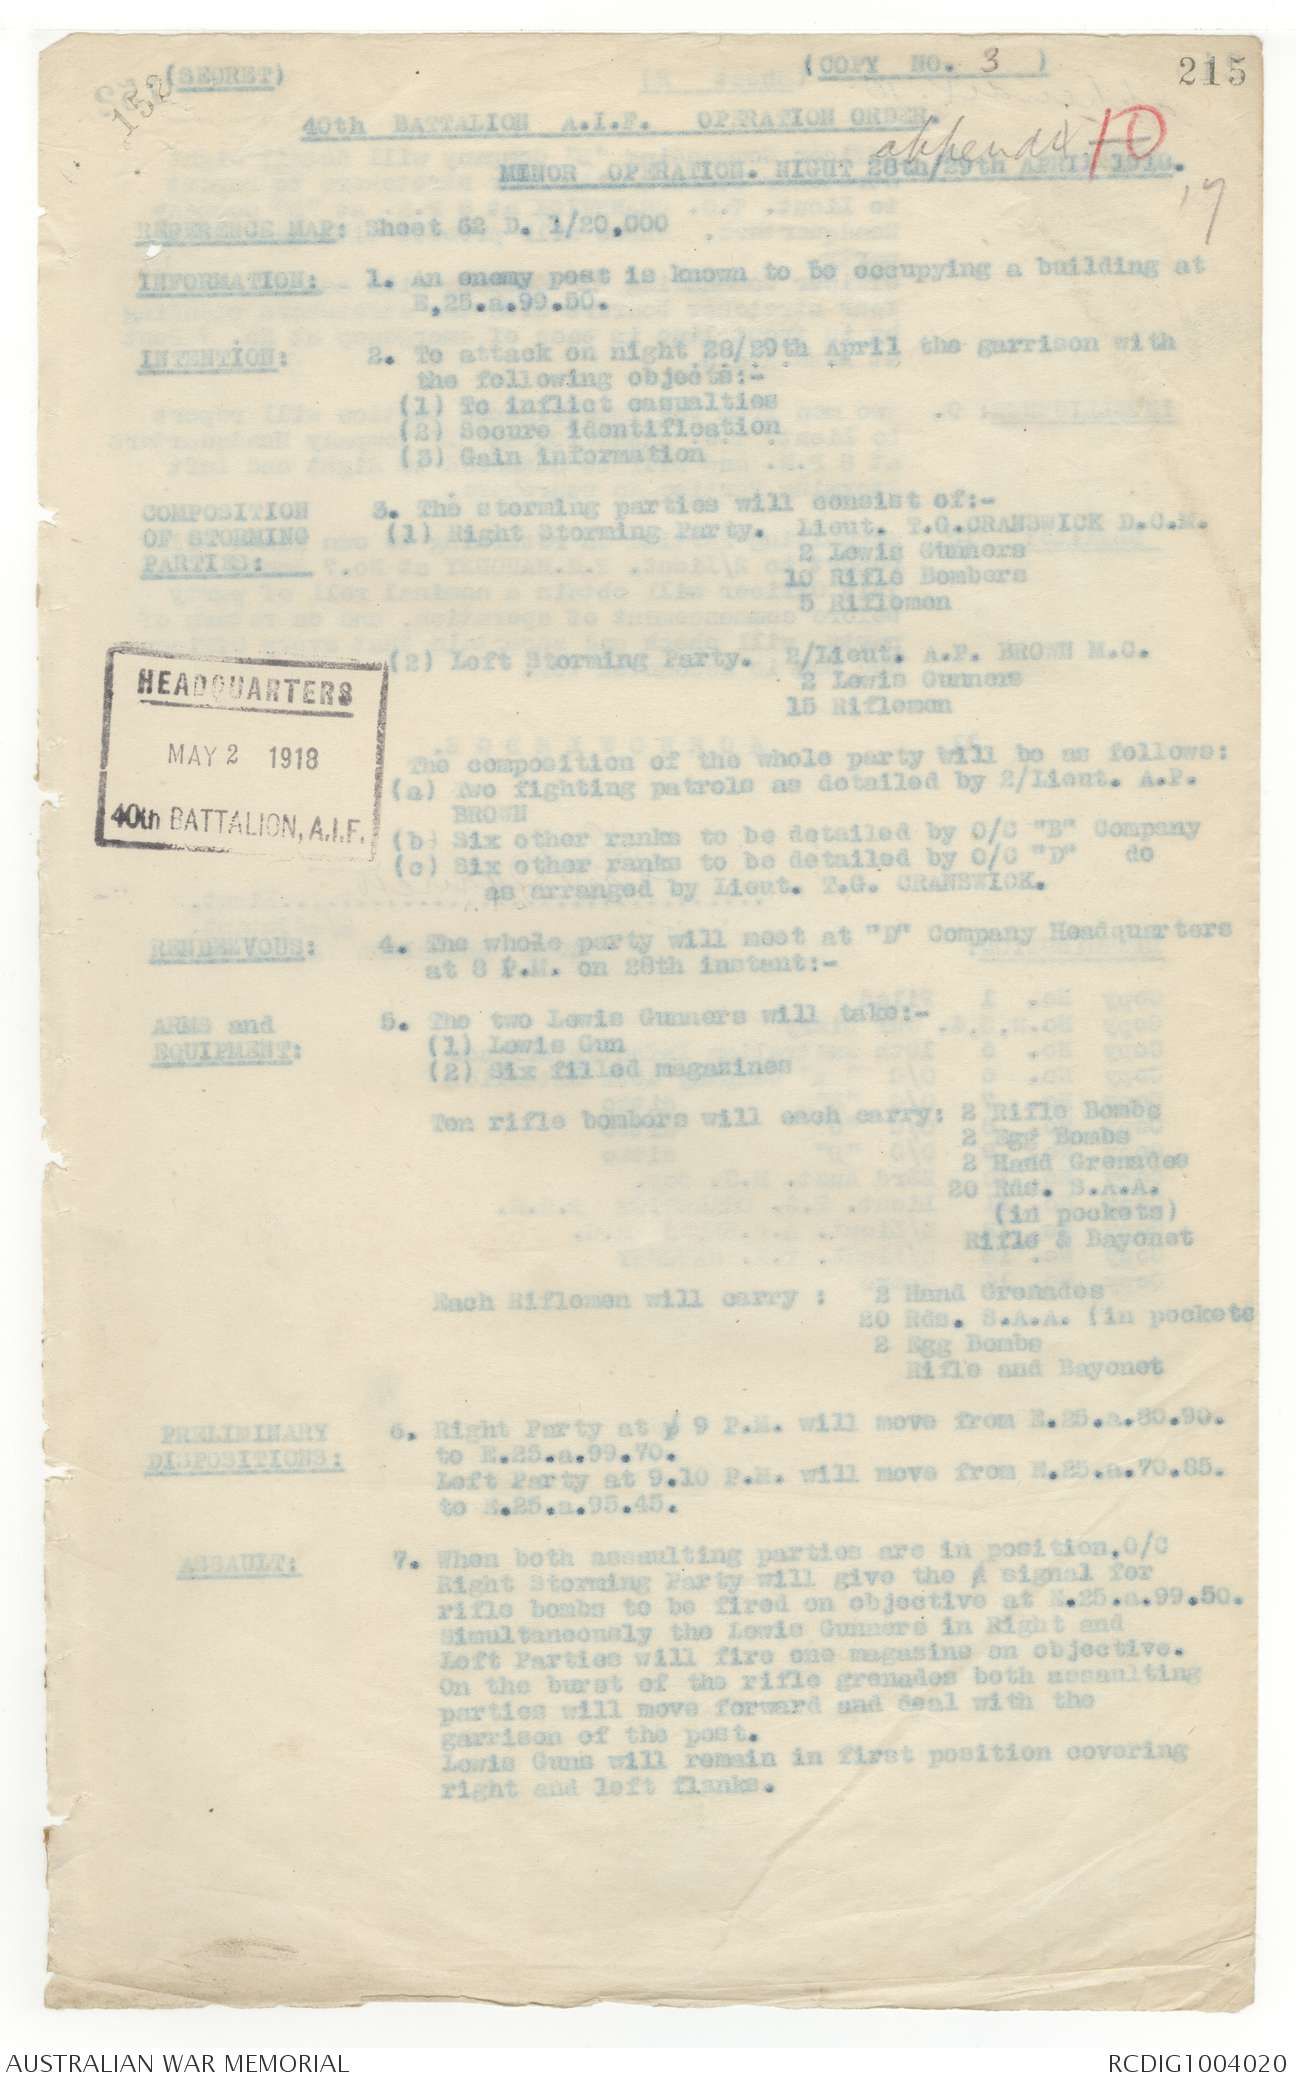 (SECRET)
(COPY NO. 3 )
215
152
40th BATTALION A.I.F. OPERATION ORDER.
appendix 10
MINOR OPERATION. NIGHT 28th/29th APRIL 1918.
17
REFERENCE MAP: Sheet 62 D. 1/20,000
INFORMATION: 1. An enemy post is known to be occupying a building at
E,25.a.99.50.
INTENTION: 2. To attack on night 28/29th April the garrison with
the following objects:-
(1) To inflict casualties
(2) Secure identification
(3) Gain information
COMPOSITION OF STORMING PARTIES: 3. The storming parties will consist of:-
(1) Right Storming Party. Lieut. T.G.CRANSWICK D.C.M.
2 Lewis Gunners
10 Rifle Bombers
5 Riflemen
(2) Left Storming Party. 2/Lieut. A.P. BROWN M.C.
2 Lewis Gunners
15 Riflemen
HEADQUARTERS
MAY 2 1918
40th BATTALION, A.I.F.
The composition of the whole party will be as follows:
(a) Two fighting patrols as detailed by 2/Lieut. A.P.
BROWN
(b) Six other ranks to be detailed by O/C "B" Company
(c) Six other ranks to be detailed by O/C "D" do
as arranged by Lieut. T.G. CRANSWICK.
RENDEZVOUS: 4. The whole party will meet at "D" Company Headquarters
at 8 P.M. on 28th instant:-
ARMS and EQUIPMENT: 5. The two Lewis Gunners will take:-
(1) Lewis Gun
(2) Six filled magazines
Ten rifle bombers will each carry: 2 Rifle Bombs
2 Egg Bombs
2 Hand Grenades
20 Rds. S.A.A.
(in pockets)
Rifle & Bayonet
Each Riflemen will carry : 2 Hand Grenades
20 Rds. S.A.A. (in pockets
2 Egg Bombs
Rifle and Bayonet
PRELIMINARY DISPOSITIONS: 6. Right Party at 9 P.M. will move from E.25.a.80.90.
to E.25.a.99.70.
Left Party at 9.10 P.M. will move from E.25.a.70.85.
to E.25.a.95.45.
ASSAULT: 7. When both assaulting parties are in position,O/C
Right Storming Party will give the signal for
rifle bombs to be fired on objective at E.25.a.99.50.
Simultaneously the Lewis Gunners in Right and
Left Parties will fire one magazine on objective.
On the burst of the rifle grenades both assaulting
parties will move forward and deal with the
garrison of the post.
Lewis Guns will remain in first position covering
right and left flanks.
AUSTRALIAN WAR MEMORIAL
RCDIG1004020